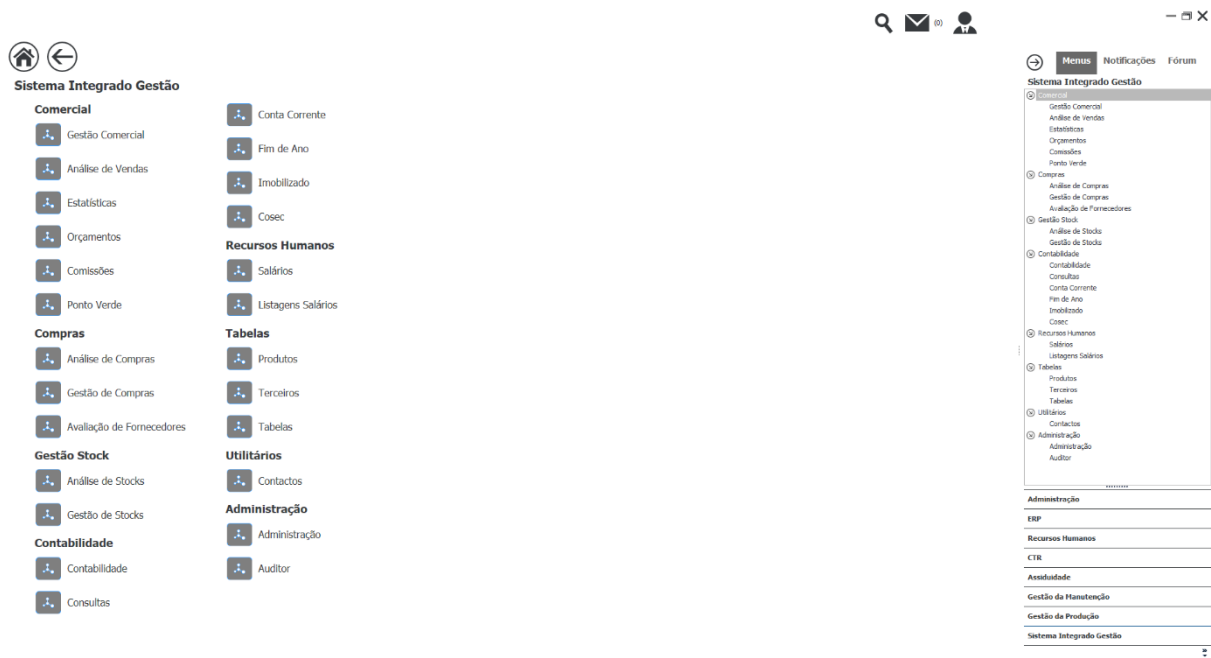 (0)
Sistema Integrado Gestão
Comercial
Gestão Comercial
Análise de Vendas
Estatísticas
Orçamentos
Comissões
Ponto Verde
Compras
Análise de Compras
Gestão de Compras
Avaliação de Fornecedores
Gestão Stock
Análise de Stocks
Gestão de Stocks
Contabilidade
Contabilidade
Consultas
Conta Corrente
Fim de Ano
Imobilizado
Cosec
Recursos Humanos
Salários
Listagens Salários
Tabelas
Produtos
Terceiros
Tabelas
Utilitários
Contactos
Administração
Administração
Auditor
Menus Notificações Fórum
Sistema Integrado Gestão
Comercial
Gestão Comercial
Análise de Vendas
Estatísticas
Orçamentos
Comissões
Ponto Verde
Compras
Análise de Compras
Gestão de Compras
Avaliação de Fornecedores
Gestão Stock
Análise de Stocks
Gestão de Stocks
Contabilidade
Contabilidade
Consultas
Conta Corrente
Fim de Ano
Imobilizado
Cosec
Recursos Humanos
Salários
Listagens Salários
Tabelas
Produtos
Terceiros
Tabelas
Utilitários
Contactos
Administração
Administração
Auditor
Administração
ERP
Recursos Humanos
CTR
Assiduidade
Gestão da Manutenção
Gestão da Produção
Sistema Integrado Gestão